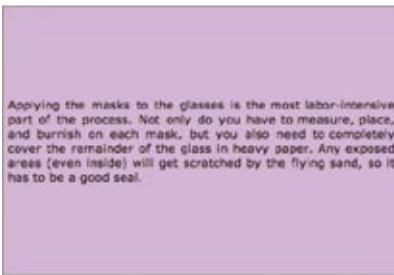 Applying the masks to the glasses is the most labor-intensive
part of the process. Not only do you have to measure, place,
and burnish on each mask, but you also need to completely
cover the remainder of the glass in heavy paper. Any exposed
areas (even inside) will get scratched by the flying sand, so it
has to be a good seal.